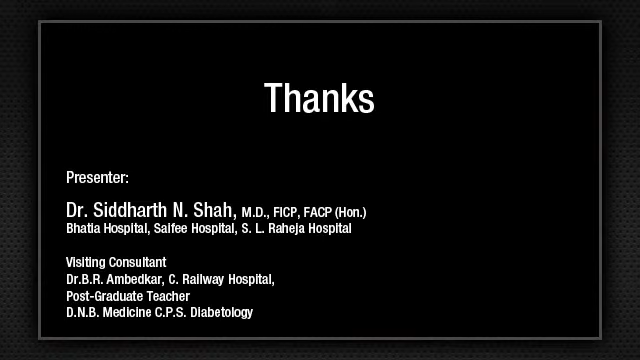 Thanks
Presenter:
Dr. Siddharth N. Shah, M.D., FICP, FACP (Hon.)
Bhatia Hospital, Saifee Hospital, S. L. Raheja Hospital
Visiting Consultant
Dr.B.R. Ambedkar, C. Railway Hospital,
Post-Graduate Teacher
D.N.B. Medicine C.P.S. Diabetology